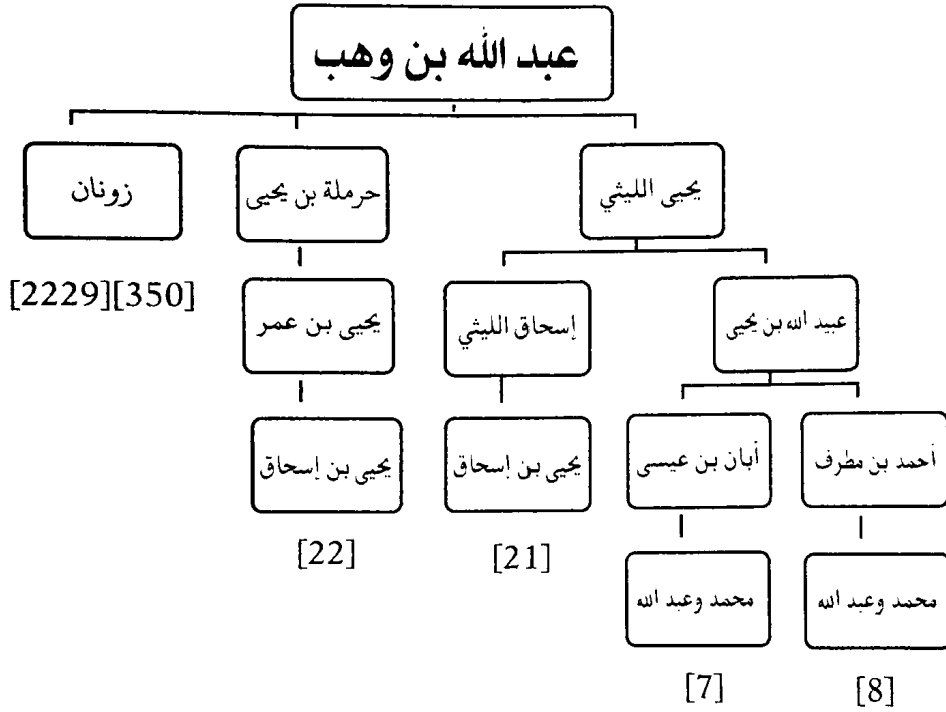 عبد الله بن وهب
يحيى الليثي
حرملة بن يحيى
زونان
[2229][350]
عبيد الله بن يحيى
إسحاق الليثي
يحيى بن عمر
أحمد بن مطرف
أبان بن عيسى
يحيى بن إسحاق
يحيى بن إسحاق
[21]
[22]
محمد وعبد الله
محمد وعبد الله
[8]
[7]